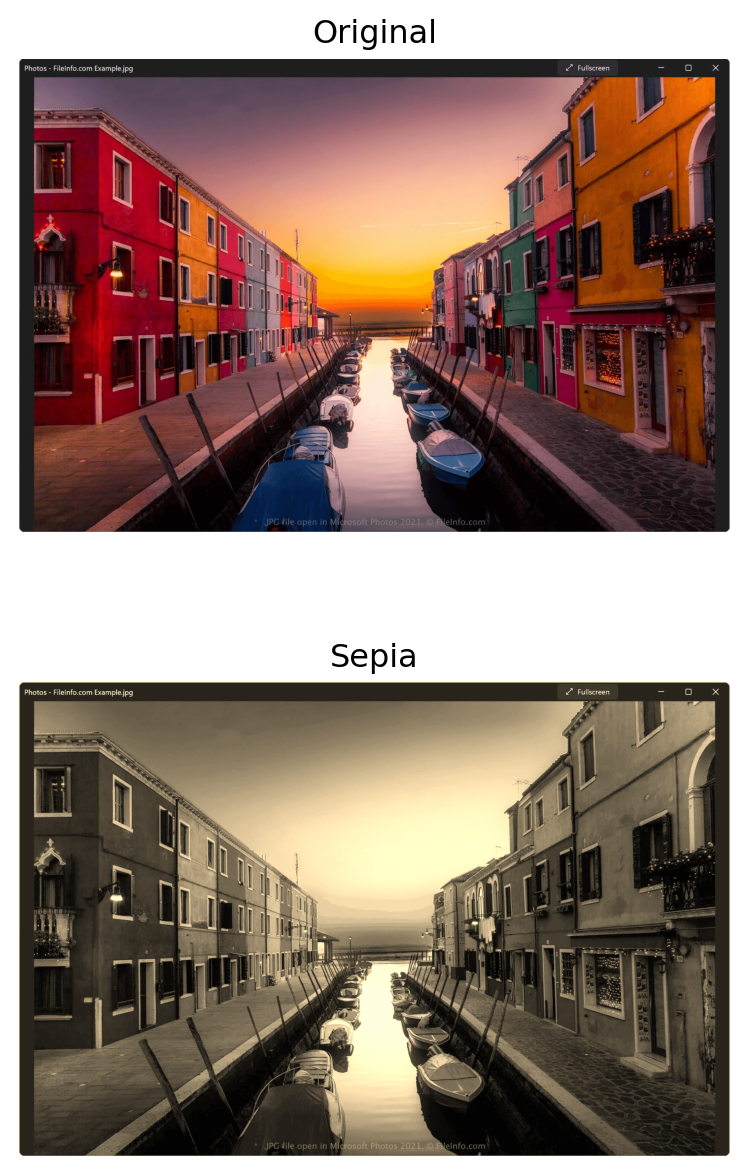 Original
Photos - FileInfo.com Example.jpg
Fullscreen
JPG file open in Microsoft Photos 2021. © FileInfo.com
Sepia
Photos - FileInfo.com Example.jpg
Fullscreen
JPG file open in Microsoft Photos 2021. © FileInfo.com